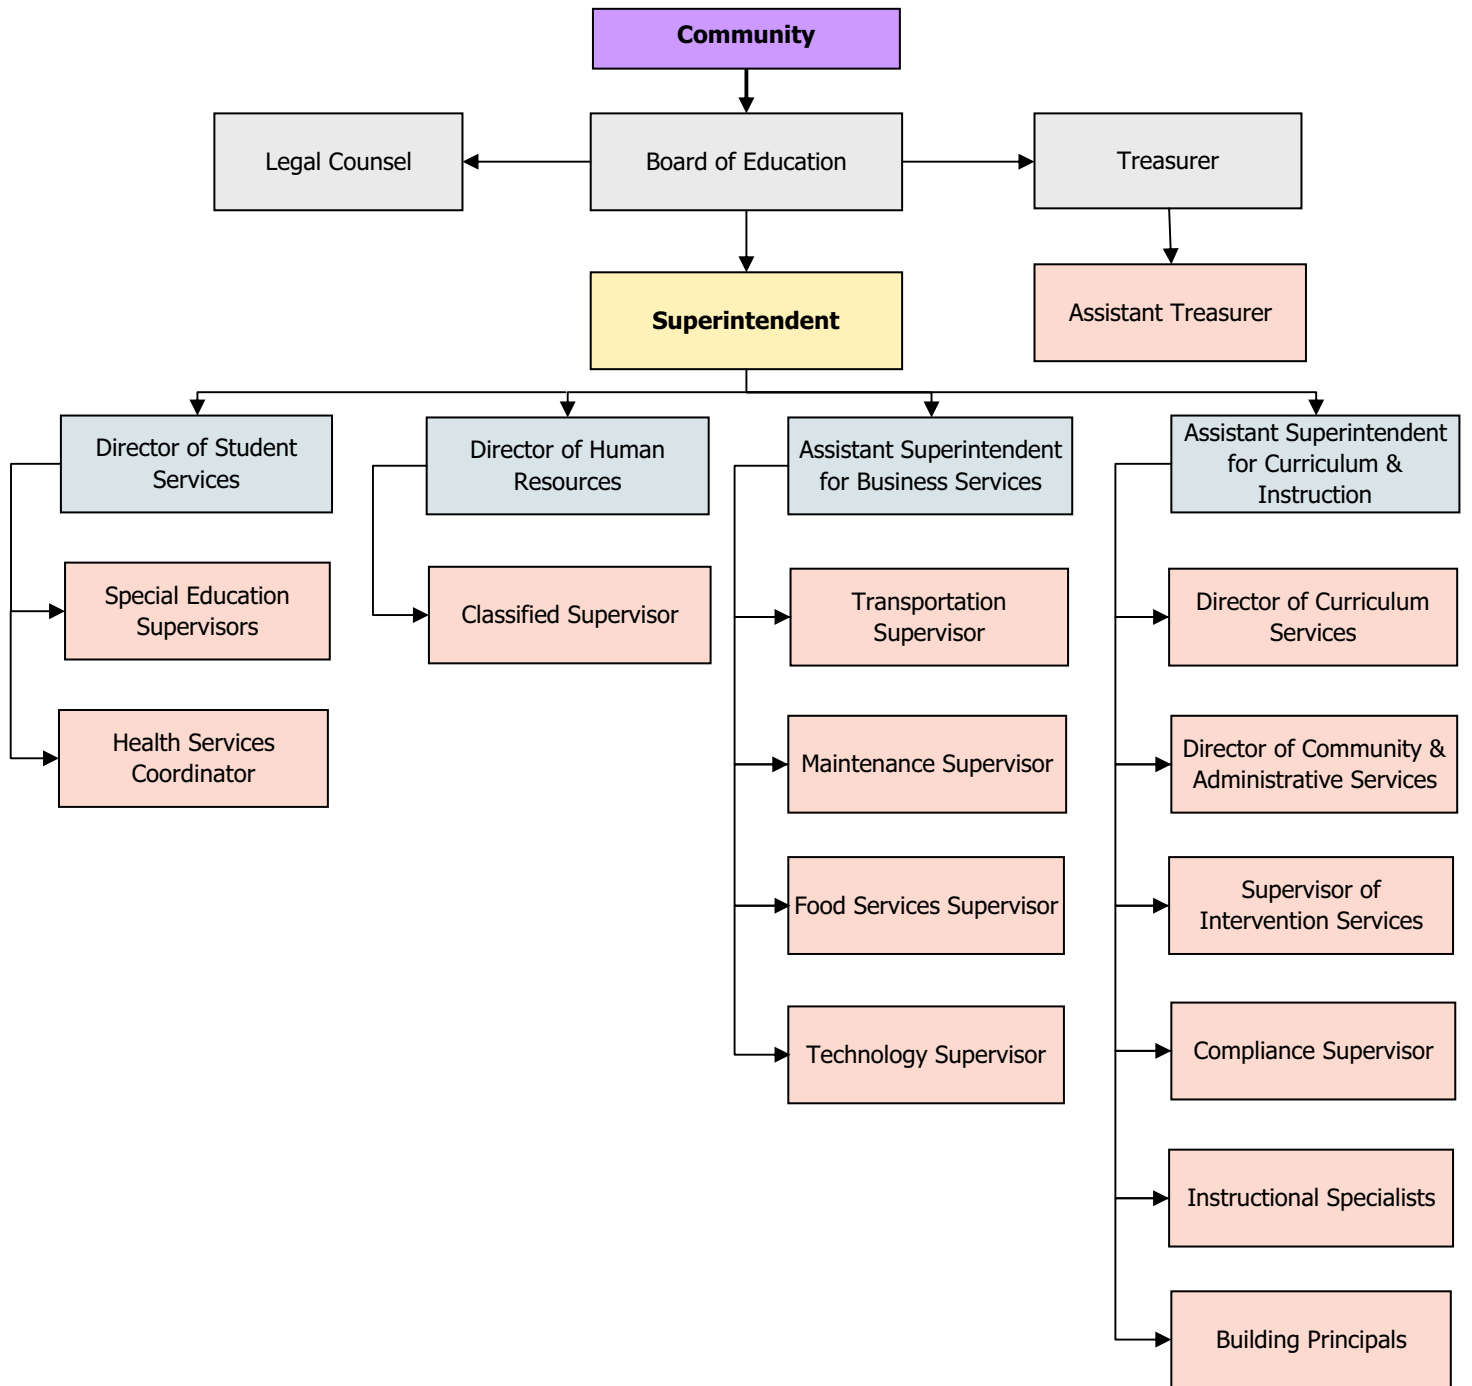 Community
Legal Counsel
Board of Education
Treasurer
Superintendent
Assistant Treasurer
Director of Student
Services
Director of Human
Resources
Assistant Superintendent
for Business Services
Assistant Superintendent
for Curriculum &
Instruction
Special Education
Supervisors
Classified Supervisor
Transportation
Supervisor
Director of Curriculum
Services
Health Services
Coordinator
Maintenance Supervisor
Director of Community &
Administrative Services
Food Services Supervisor
Supervisor of
Intervention Services
Technology Supervisor
Compliance Supervisor
Instructional Specialists
Building Principals